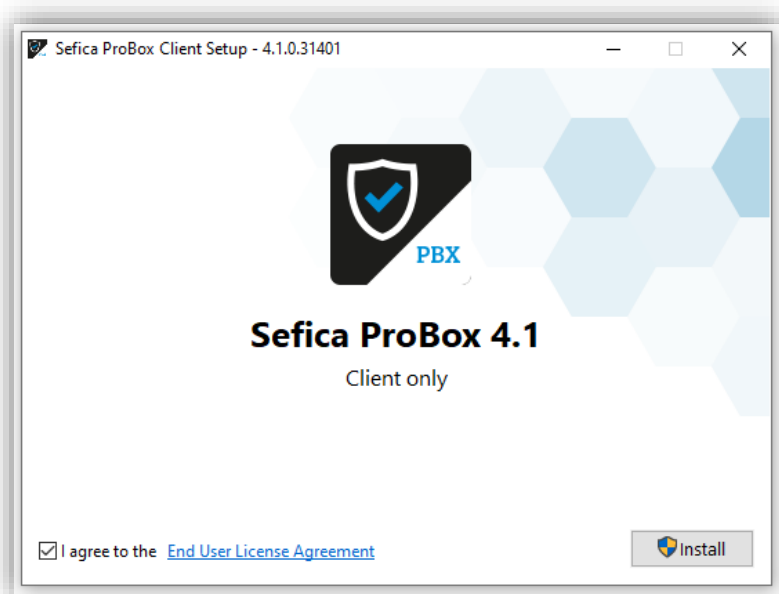 Sefica ProBox Client Setup - 4.1.0.31401
PBX
Sefica ProBox 4.1
Client only
I agree to the End User License Agreement
Install